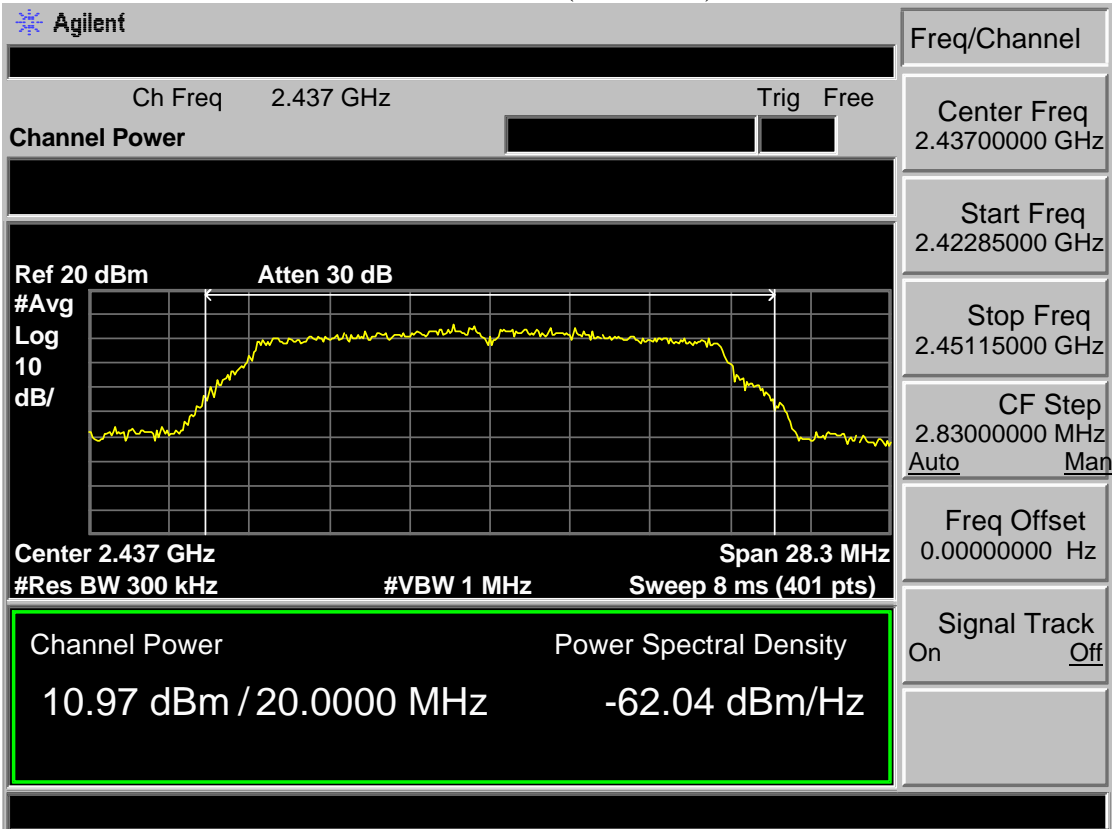 Agilent
Freq/Channel
Ch Freq 2.437 GHz Trig Free
Channel Power
Center Freq
2.43700000 GHz
Start Freq
2.42285000 GHz
Stop Freq
2.45115000 GHz
CF Step
2.83000000 MHz
Auto Man
Freq Offset
0.00000000 Hz
Signal Track
On Off
Ref 20 dBm Atten 30 dB
#Avg
Log
10
dB/
Center 2.437 GHz Span 28.3 MHz
#Res BW 300 kHz #VBW 1 MHz Sweep 8 ms (401 pts)
Channel Power Power Spectral Density
10.97 dBm / 20.0000 MHz -62.04 dBm/Hz